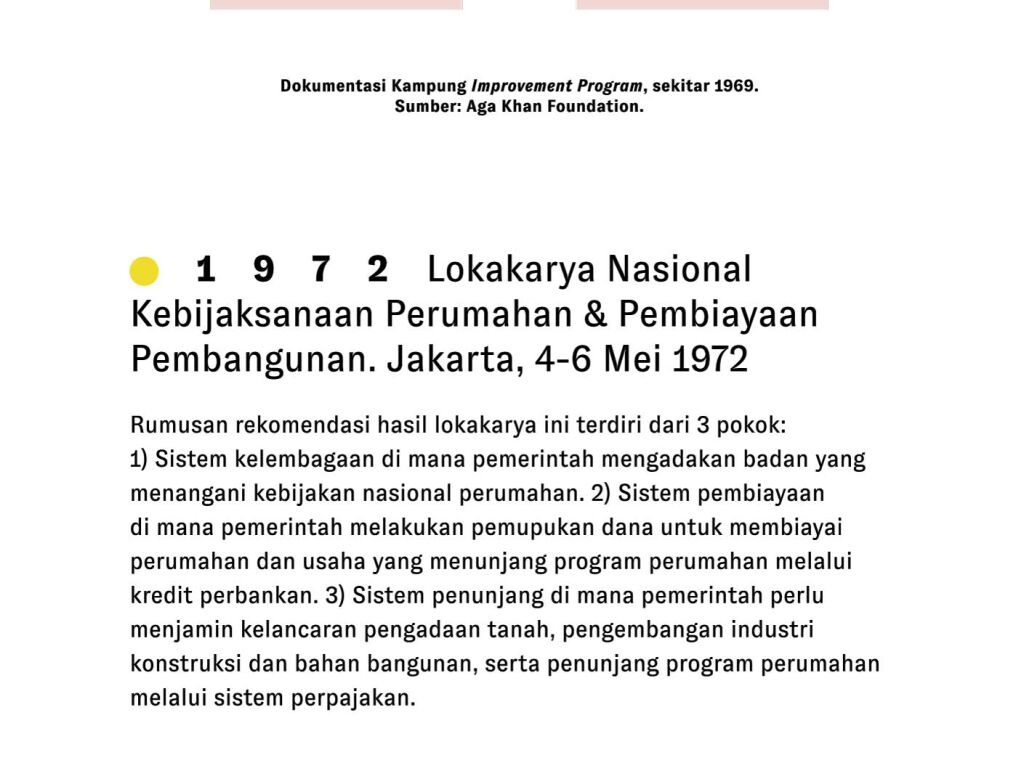 Dokumentasi Kampung Improvement Program, sekitar 1969.
Sumber: Aga Khan Foundation.
1 9 7 2 Lokakarya Nasional
Kebijaksanaan Perumahan & Pembiayaan
Pembangunan. Jakarta, 4-6 Mei 1972
Rumusan rekomendasi hasil lokakarya ini terdiri dari 3 pokok:
1) Sistem kelembagaan di mana pemerintah mengadakan badan yang
menangani kebijakan nasional perumahan. 2) Sistem pembiayaan
di mana pemerintah melakukan pemupukan dana untuk membiayai
perumahan dan usaha yang menunjang program perumahan melalui
kredit perbankan. 3) Sistem penunjang di mana pemerintah perlu
menjamin kelancaran pengadaan tanah, pengembangan industri
konstruksi dan bahan bangunan, serta penunjang program perumahan
melalui sistem perpajakan.